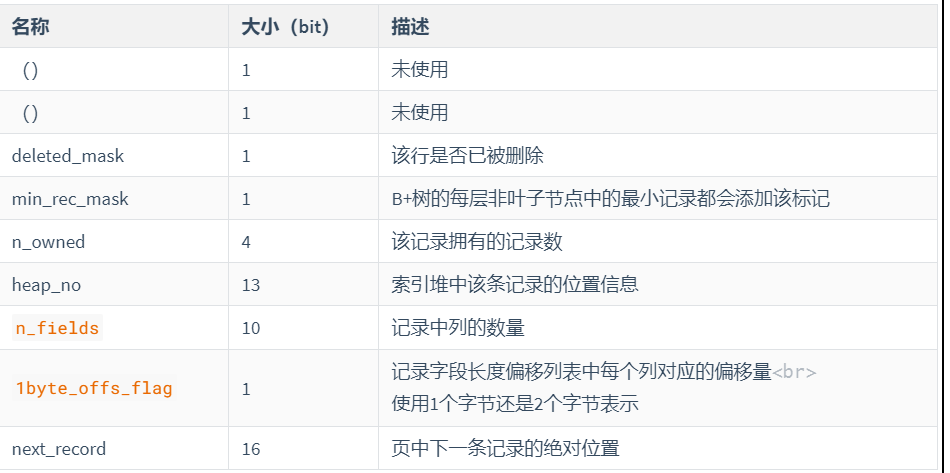 名称 大小（bit） 描述
（） 1 未使用
（） 1 未使用
deleted_mask 1 该行是否已被删除
min_rec_mask 1 B+树的每层非叶子节点中的最小记录都会添加该标记
n_owned 4 该记录拥有的记录数
heap_no 13 索引堆中该条记录的位置信息
n_fields 10 记录中列的数量
1byte_offs_flag 1 记录字段长度偏移列表中每个列对应的偏移量<br>
使用1个字节还是2个字节表示
next_record 16 页中下一条记录的绝对位置